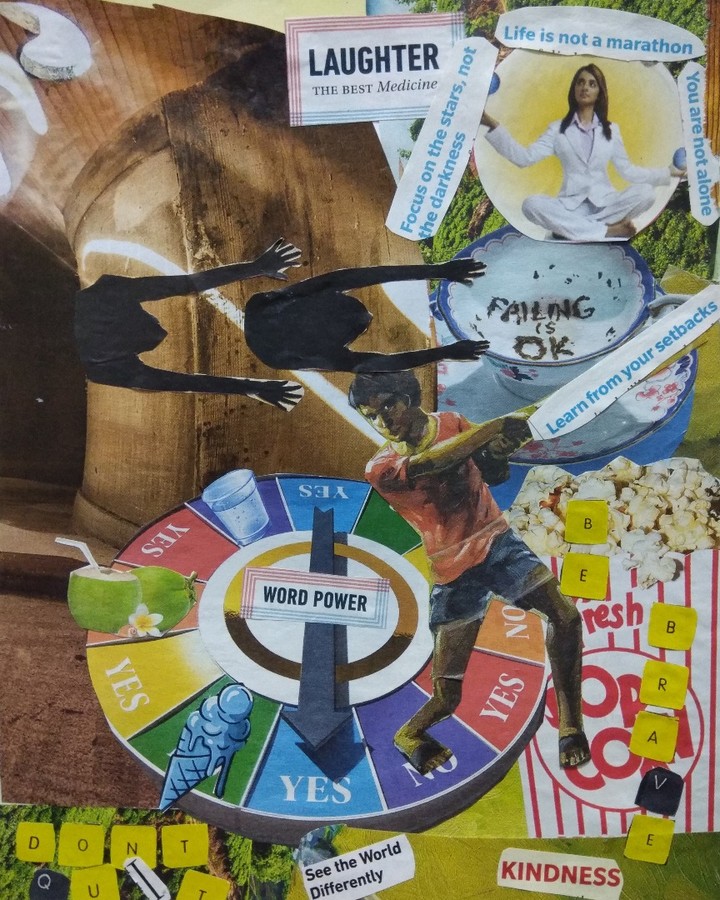 LAUGHTER
THE BEST Medicine
Life is not a marathon
Focus on the stars, not
the darkness
You are not alone
FAILING
IS
OK
Learn from your setbacks
YES
YES
WORD POWER
NO
YES
YES
YES
NO
B
E
B
R
A
V
E
Fresh
POP
CORN
DONT
QUIT
See the World
Differently
KINDNESS